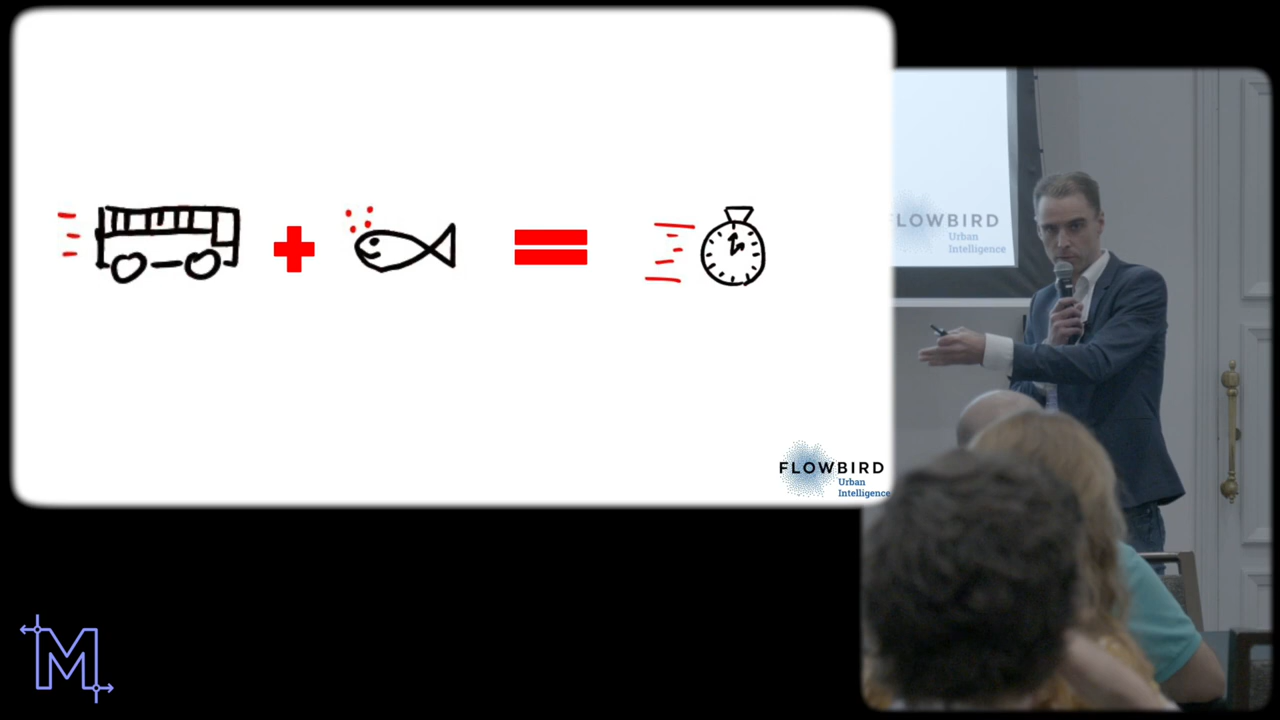 FLOWBIRD
Urban
Intelligence
FLOWBIRD
Urban
Intelligence
M